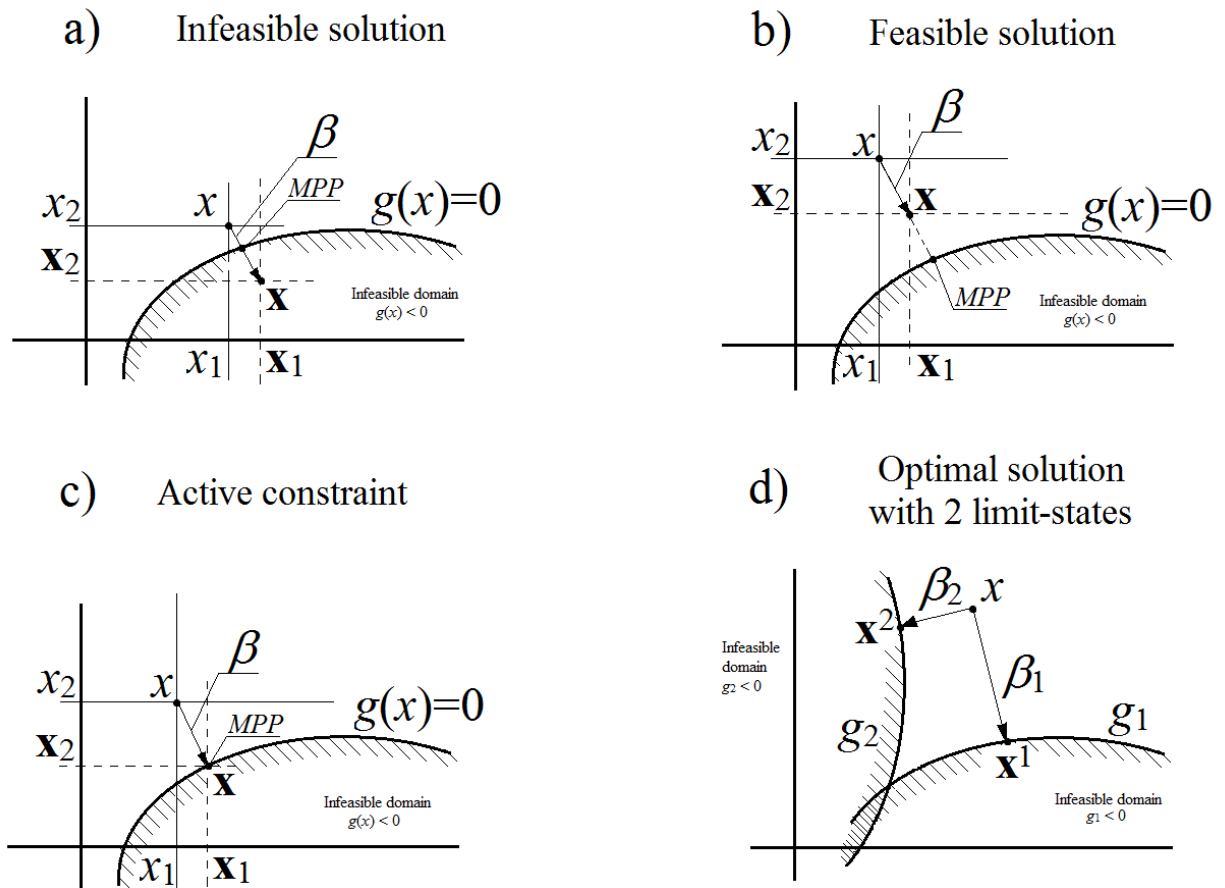 a) Infeasible solution
β
MPP
x₂
x
g(x)=0
𝐱₂
𝐱
Infeasible domain
g(x) < 0
x₁
𝐱₁
b) Feasible solution
β
x₂
x
𝐱₂
𝐱
g(x)=0
MPP
Infeasible domain
g(x) < 0
x₁
𝐱₁
c) Active constraint
β
x₂
x
MPP
g(x)=0
𝐱₂
𝐱
Infeasible domain
g(x) < 0
x₁
𝐱₁
d) Optimal solution
with 2 limit-states
β₂
x
𝐱²
Infeasible
domain
g₂ < 0
β₁
g₂
g₁
𝐱¹
Infeasible domain
g₁ < 0